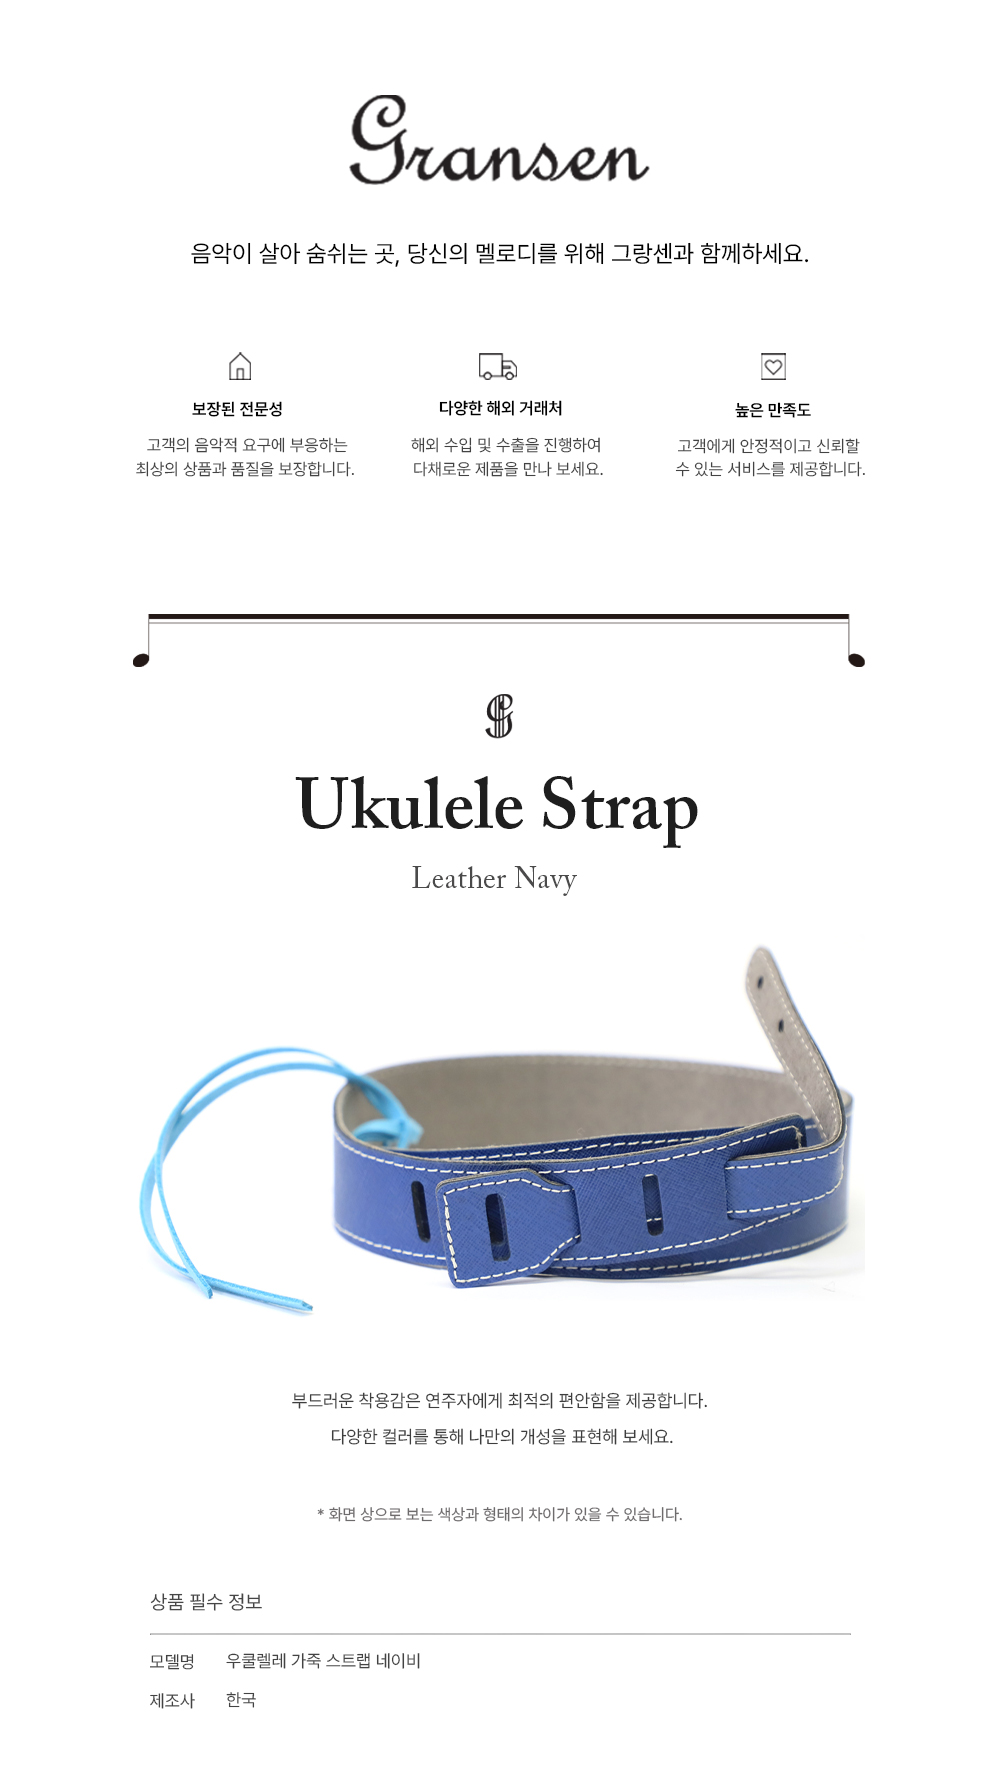 Gransen
음악이 살아 숨쉬는 곳, 당신의 멜로디를 위해 그랑센과 함께하세요.
보장된 전문성
고객의 음악적 요구에 부응하는
최상의 상품과 품질을 보장합니다.
다양한 해외 거래처
해외 수입 및 수출을 진행하여
다채로운 제품을 만나 보세요.
높은 만족도
고객에게 안정적이고 신뢰할
수 있는 서비스를 제공합니다.
Ukulele Strap
Leather Navy
부드러운 착용감은 연주자에게 최적의 편안함을 제공합니다.
다양한 컬러를 통해 나만의 개성을 표현해 보세요.
* 화면 상으로 보는 색상과 형태의 차이가 있을 수 있습니다.
상품 필수 정보
모델명 우쿨렐레 가죽 스트랩 네이비
제조사 한국